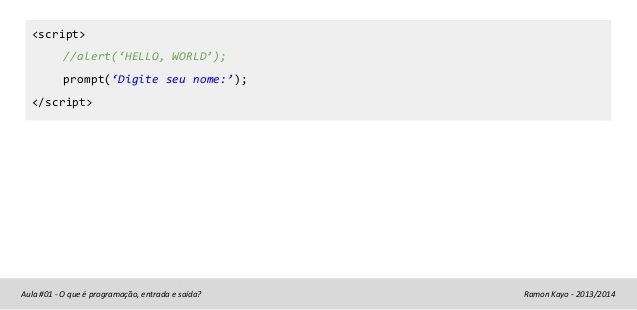 <script>
//alert(‘HELLO, WORLD’);
prompt(‘Digite seu nome:’);
</script>
Aula #01 - O que é programação, entrada e saída?
Ramon Kayo - 2013/2014